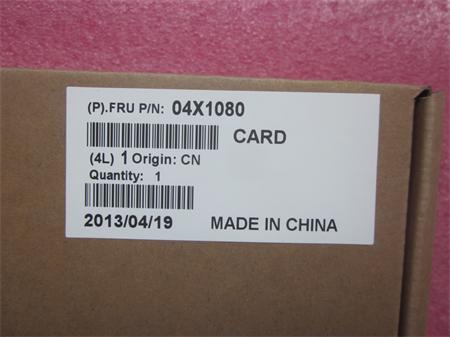 (P).FRU P/N: 04X1080
CARD
(4L) 1 Origin: CN
Quantity: 1
2013/04/19 MADE IN CHINA